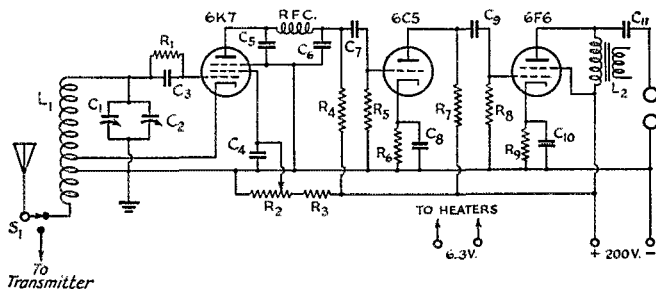 6K7
R.F.C.
6C5
C9
6F6
C11
R1
C5
C6
C7
L1
C3
L2
C1
C2
R4
R5
R7
R8
C4
R6
C8
R9
C10
R2
R3
S1
TO HEATERS
6.3V.
+ 200V. -
To
Transmitter